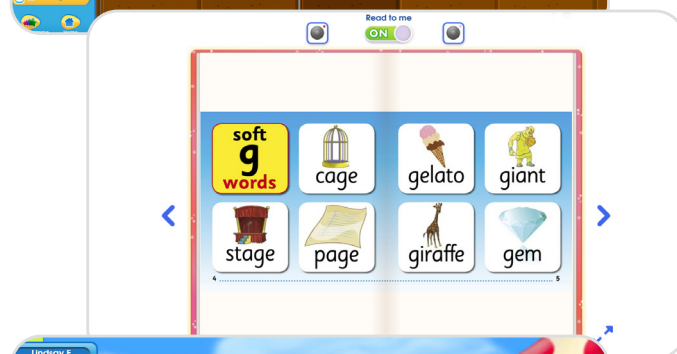 Read to me
ON
soft
g
words
cage
gelato
giant
stage
page
giraffe
gem
4
5
Lindsay F